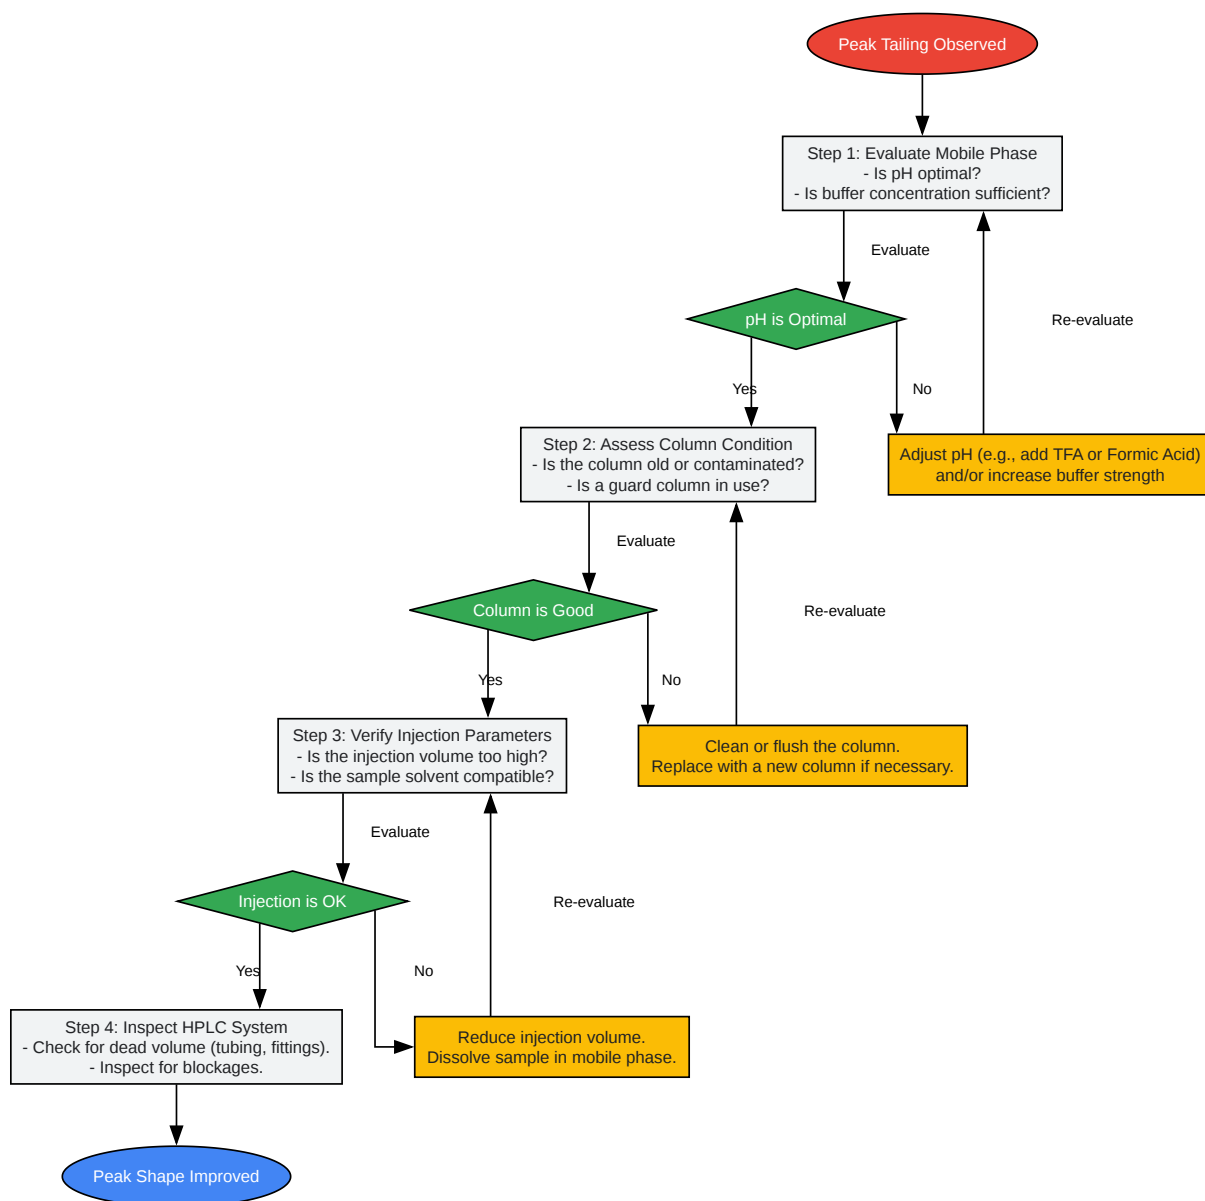 Peak Tailing Observed
Step 1: Evaluate Mobile Phase
- Is pH optimal?
- Is buffer concentration sufficient?
Evaluate
pH is Optimal
Re-evaluate
Yes
No
Adjust pH (e.g., add TFA or Formic Acid)
and/or increase buffer strength
Step 2: Assess Column Condition
- Is the column old or contaminated?
- Is a guard column in use?
Evaluate
Column is Good
Re-evaluate
Yes
No
Clean or flush the column.
Replace with a new column if necessary.
Step 3: Verify Injection Parameters
- Is the injection volume too high?
- Is the sample solvent compatible?
Evaluate
Injection is OK
Re-evaluate
Yes
No
Reduce injection volume.
Dissolve sample in mobile phase.
Step 4: Inspect HPLC System
- Check for dead volume (tubing, fittings).
- Inspect for blockages.
Peak Shape Improved